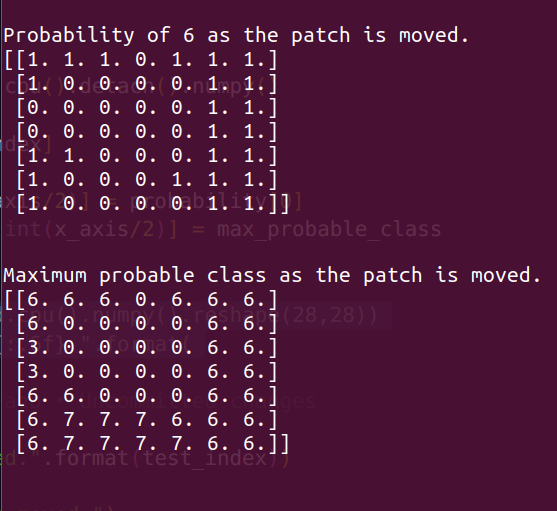 Probability of 6 as the patch is moved.
[[1. 1. 1. 0. 1. 1. 1.]
[1. 0. 0. 0. 0. 1. 1.]
[0. 0. 0. 0. 0. 1. 1.]
[0. 0. 0. 0. 0. 1. 1.]
[1. 1. 0. 0. 0. 1. 1.]
[1. 0. 0. 0. 1. 1. 1.]
[1. 0. 0. 0. 0. 1. 1.]]
int(x_axis/2)] = max_probable_class
Maximum probable class as the patch is moved.
[[6. 6. 6. 0. 6. 6. 6.]
[6. 0. 0. 0. 0. 6. 6.]
[3. 0. 0. 0. 0. 6. 6.]
[3. 0. 0. 0. 0. 6. 6.]
[6. 6. 0. 0. 0. 6. 6.]
[6. 7. 7. 7. 6. 6. 6.]
[6. 7. 7. 7. 7. 6. 6.]]
.format(test_index))